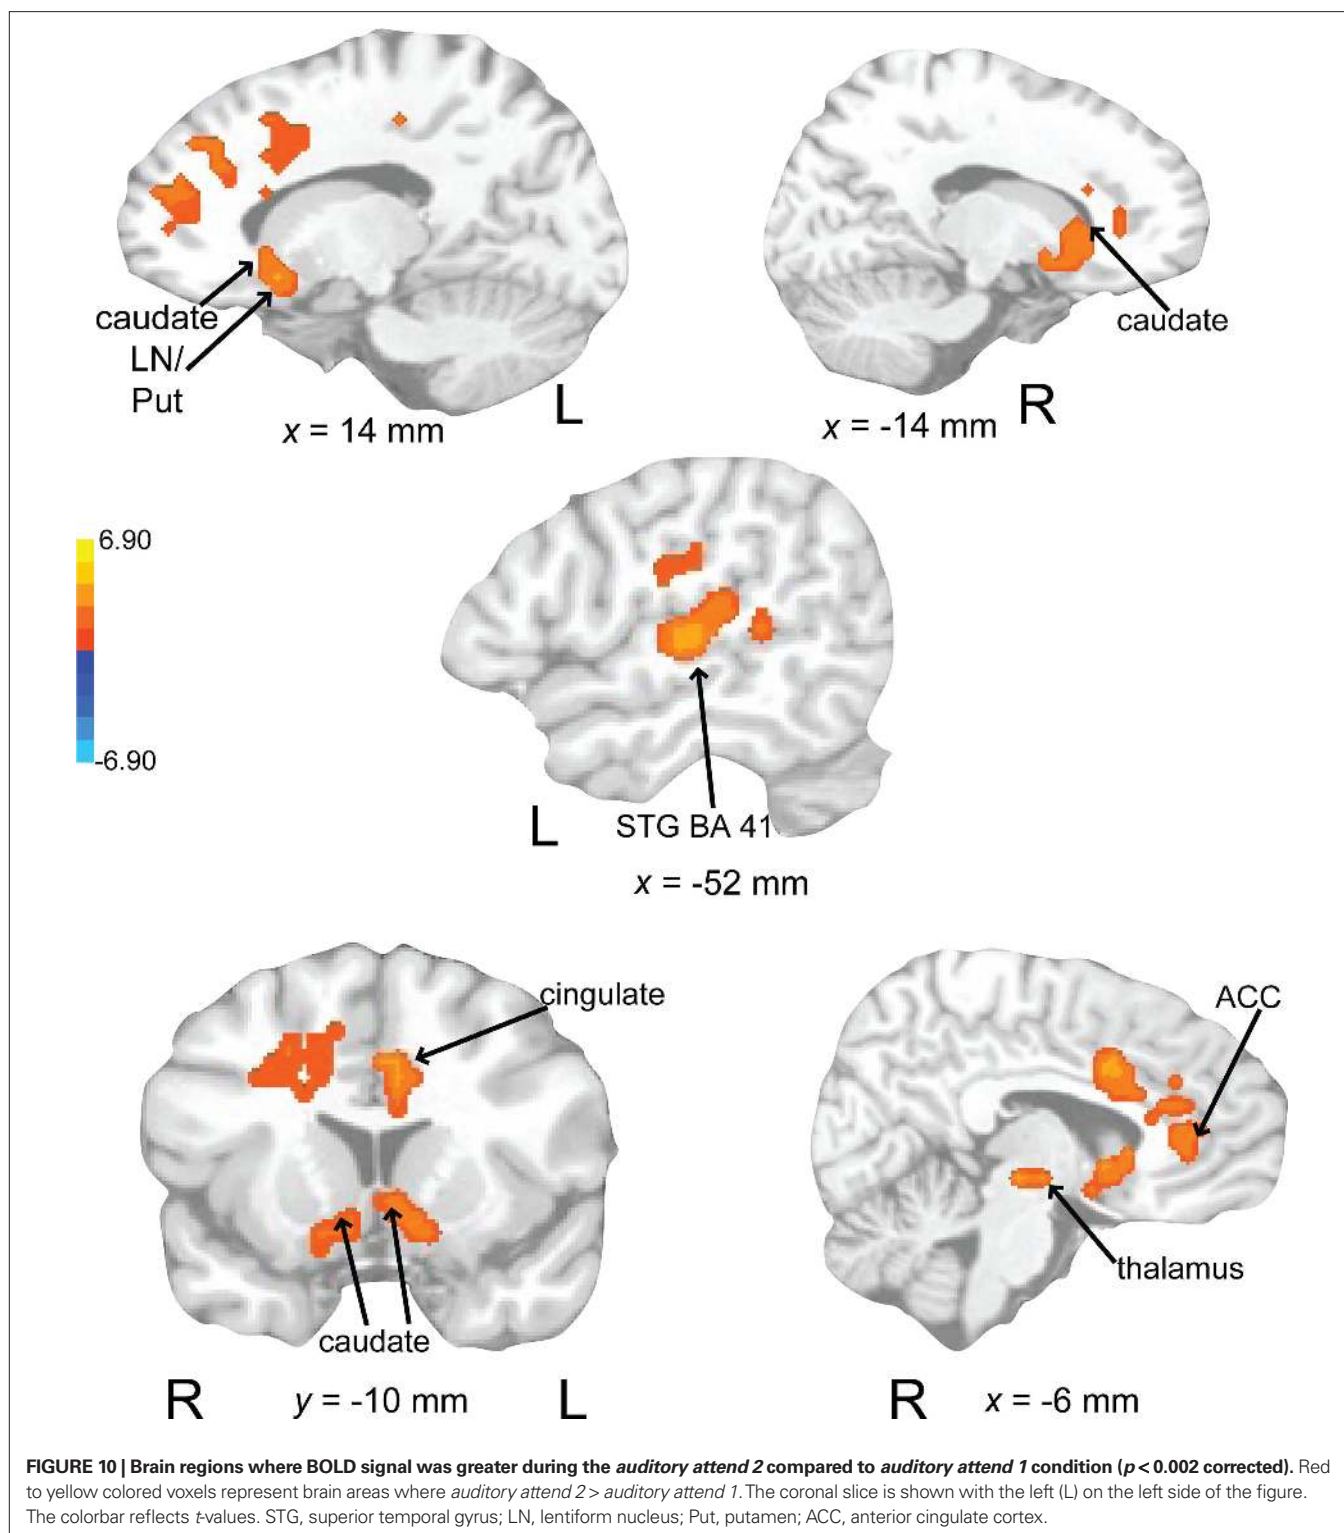 caudate
LN/
Put
x = 14 mm
L
caudate
x = -14 mm
R
6.90
-6.90
L
STG BA 41
x = -52 mm
cingulate
caudate
R
y = -10 mm
L
ACC
thalamus
R
x = -6 mm
FIGURE 10 | Brain regions where BOLD signal was greater during the auditory attend 2 compared to auditory attend 1 condition (p < 0.002 corrected). Red
to yellow colored voxels represent brain areas where auditory attend 2 > auditory attend 1. The coronal slice is shown with the left (L) on the left side of the figure.
The colorbar reflects t-values. STG, superior temporal gyrus; LN, lentiform nucleus; Put, putamen; ACC, anterior cingulate cortex.